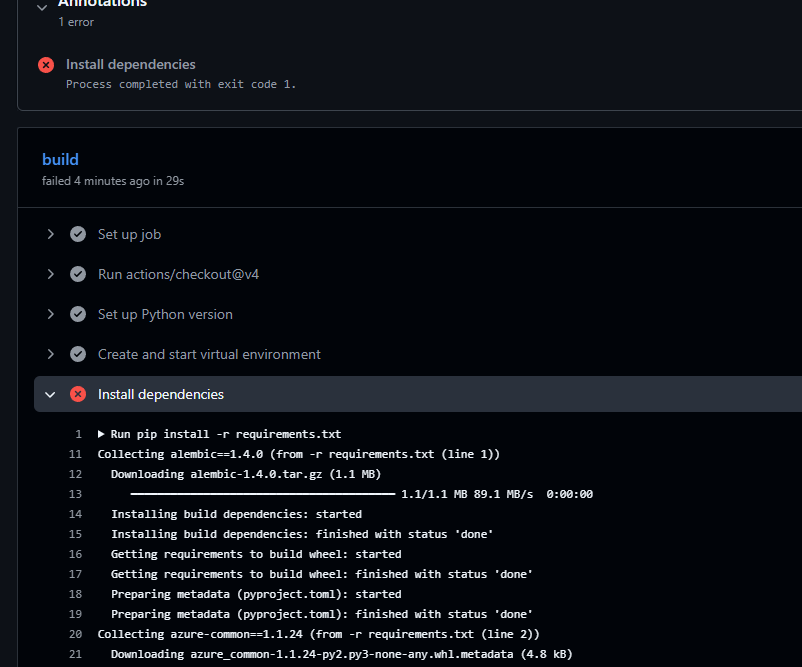 Annotations
1 error
Install dependencies
Process completed with exit code 1.
build
failed 4 minutes ago in 29s
Set up job
Run actions/checkout@v4
Set up Python version
Create and start virtual environment
Install dependencies
1 Run pip install -r requirements.txt
11 Collecting alembic==1.4.0 (from -r requirements.txt (line 1))
12 Downloading alembic-1.4.0.tar.gz (1.1 MB)
13 ━━━━━━━━━━━━━━━━━━━━━━━━━━━━━━━━━━━━━━━━ 1.1/1.1 MB 89.1 MB/s 0:00:00
14 Installing build dependencies: started
15 Installing build dependencies: finished with status 'done'
16 Getting requirements to build wheel: started
17 Getting requirements to build wheel: finished with status 'done'
18 Preparing metadata (pyproject.toml): started
19 Preparing metadata (pyproject.toml): finished with status 'done'
20 Collecting azure-common==1.1.24 (from -r requirements.txt (line 2))
21 Downloading azure_common-1.1.24-py2.py3-none-any.whl.metadata (4.8 kB)